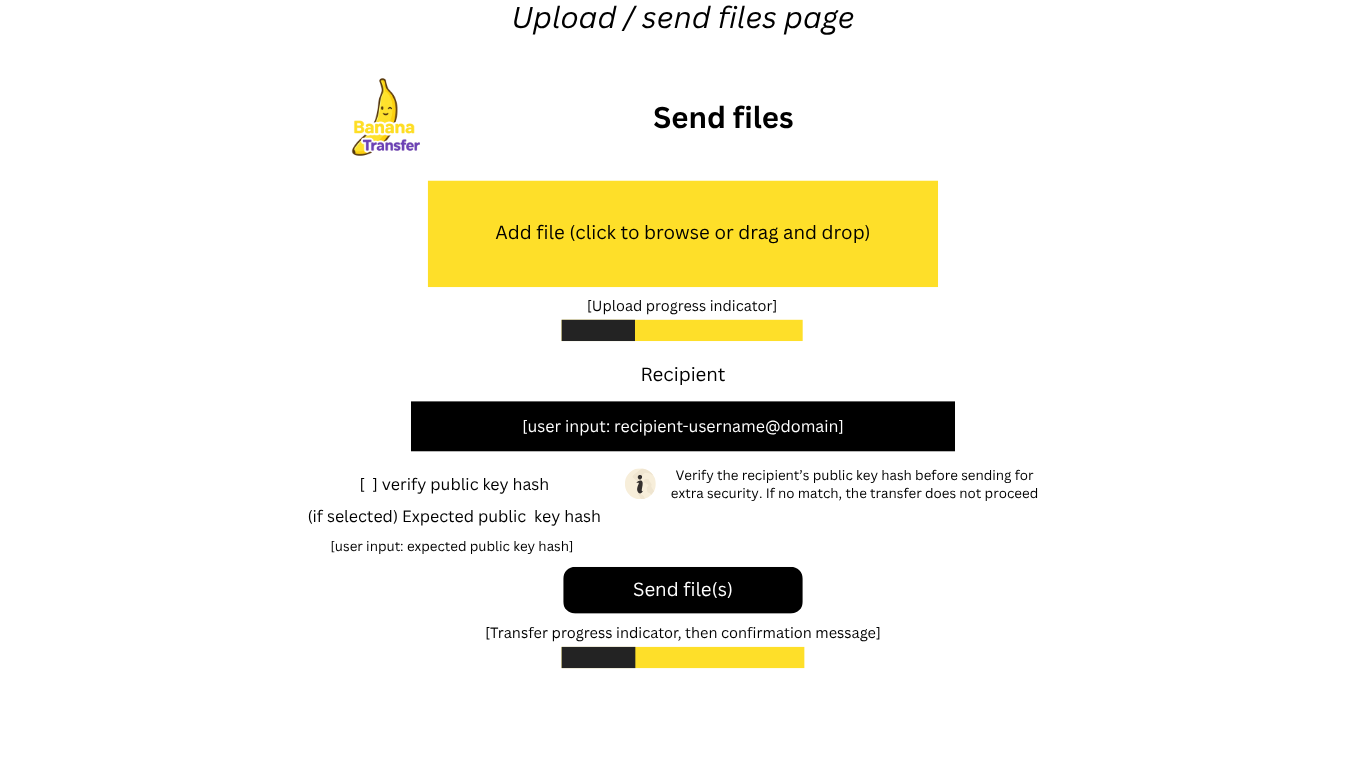 Upload / send files page
Banana
Transfer
Send files
Add file (click to browse or drag and drop)
[Upload progress indicator]
Recipient
[user input: recipient-username@domain]
[ ] verify public key hash
i
Verify the recipient’s public key hash before sending for
extra security. If no match, the transfer does not proceed
(if selected) Expected public  key hash
[user input: expected public key hash]
Send file(s)
[Transfer progress indicator, then confirmation message]